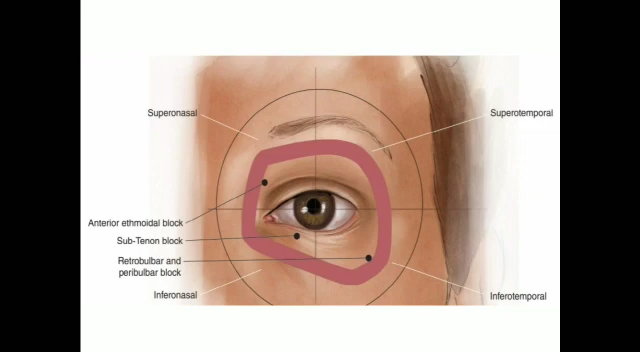 Superonasal
Superotemporal
Anterior ethmoidal block
Sub-Tenon block
Retrobulbar and
peribulbar block
Inferonasal
Inferotemporal